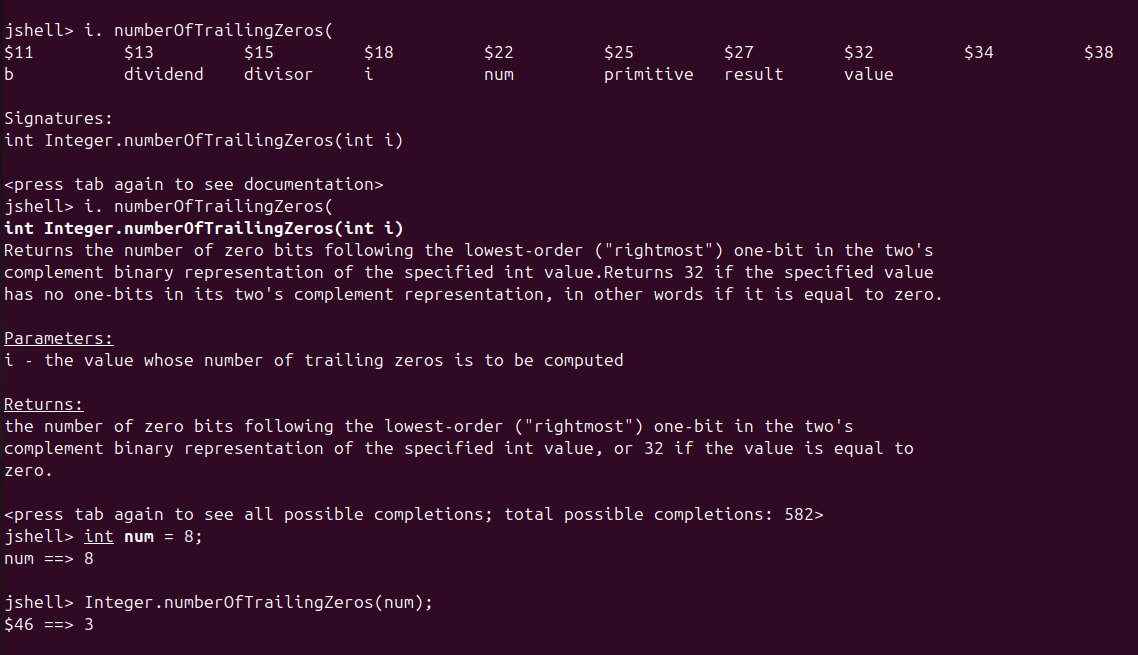 jshell> i. numberOfTrailingZeros(
$11 $13 $15 $18 $22 $25 $27 $32 $34 $38
b dividend divisor i num primitive result value
Signatures:
int Integer.numberOfTrailingZeros(int i)
<press tab again to see documentation>
jshell> i. numberOfTrailingZeros(
int Integer.numberOfTrailingZeros(int i)
Returns the number of zero bits following the lowest-order ("rightmost") one-bit in the two's
complement binary representation of the specified int value.Returns 32 if the specified value
has no one-bits in its two's complement representation, in other words if it is equal to zero.
Parameters:
i - the value whose number of trailing zeros is to be computed
Returns:
the number of zero bits following the lowest-order ("rightmost") one-bit in the two's
complement binary representation of the specified int value, or 32 if the value is equal to
zero.
<press tab again to see all possible completions; total possible completions: 582>
jshell> int num = 8;
num ==> 8
jshell> Integer.numberOfTrailingZeros(num);
$46 ==> 3